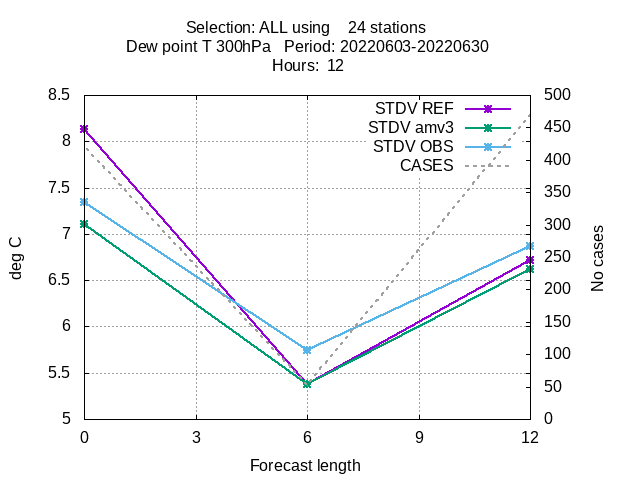 Selection: ALL using    24 stations
Dew point T 300hPa   Period: 20220603-20220630
Hours:  12
STDV REF
STDV amv3
STDV OBS
CASES
8.5
8
7.5
7
6.5
6
5.5
5
deg C
500
450
400
350
300
250
200
150
100
50
0
No cases
0 3 6 9 12
Forecast length